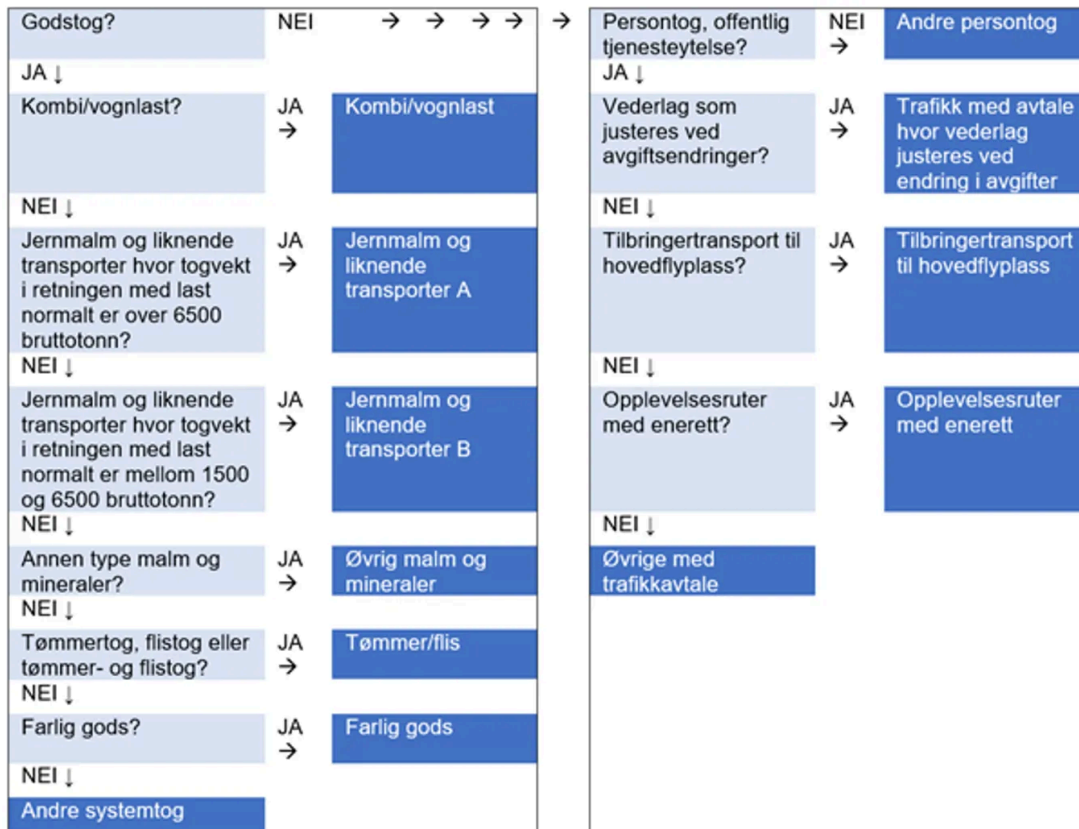 Godstog? NEI → → → → →
JA ↓
Kombi/vognlast? JA → Kombi/vognlast
NEI ↓
Jernmalm og liknende
transporter hvor togvekt
i retningen med last
normalt er over 6500
bruttotonn?
JA →
Jernmalm og
liknende
transporter A
NEI ↓
Jernmalm og liknende
transporter hvor togvekt
i retningen med last
normalt er mellom 1500
og 6500 bruttotonn?
JA →
Jernmalm og
liknende
transporter B
NEI ↓
Annen type malm og
mineraler?
JA →
Øvrig malm og
mineraler
NEI ↓
Tømmertog, flistog eller
tømmer- og flistog?
JA →
Tømmer/flis
NEI ↓
Farlig gods? JA → Farlig gods
NEI ↓
Andre systemtog
Persontog, offentlig
tjenesteytelse?
NEI →
Andre persontog
JA ↓
Vederlag som
justeres ved
avgiftsendringer?
JA →
Trafikk med avtale
hvor vederlag
justeres ved
endring i avgifter
NEI ↓
Tilbringertransport til
hovedflyplass?
JA →
Tilbringertransport
til hovedflyplass
NEI ↓
Opplevelsesruter
med enerett?
JA →
Opplevelsesruter
med enerett
NEI ↓
Øvrige med
trafikkavtale